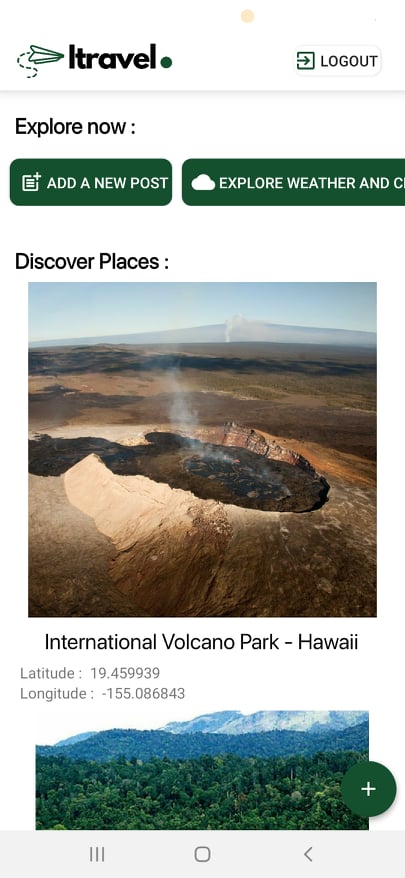 ltravel.
LOGOUT
Explore now :
ADD A NEW POST
EXPLORE WEATHER AND C
Discover Places :
International Volcano Park - Hawaii
Latitude : 19.459939
Longitude : -155.086843
+